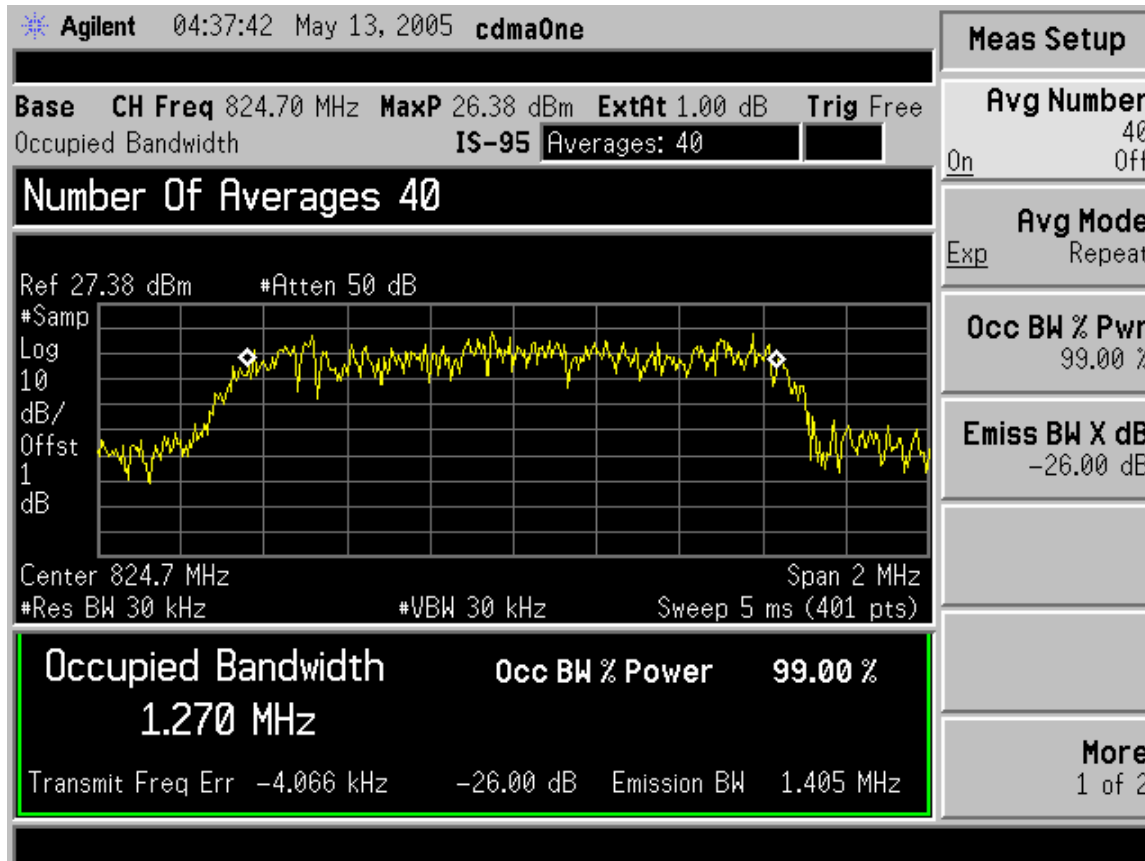 Agilent 04:37:42 May 13, 2005 cdmaOne
Meas Setup
Base CH Freq 824.70 MHz MaxP 26.38 dBm ExtAt 1.00 dB Trig Free
Occupied Bandwidth IS-95 Averages: 40
Number Of Averages 40
Ref 27.38 dBm #Atten 50 dB
#Samp
Log
10
dB/
Offst
1
dB
Center 824.7 MHz Span 2 MHz
#Res BW 30 kHz #VBW 30 kHz Sweep 5 ms (401 pts)
Occupied Bandwidth Occ BW % Power 99.00 %
1.270 MHz
Transmit Freq Err -4.066 kHz -26.00 dB Emission BW 1.405 MHz
Avg Number
40
On Off
Avg Mode
Exp Repeat
Occ BW % Pwr
99.00 %
Emiss BW X dB
-26.00 dB
More
1 of 2